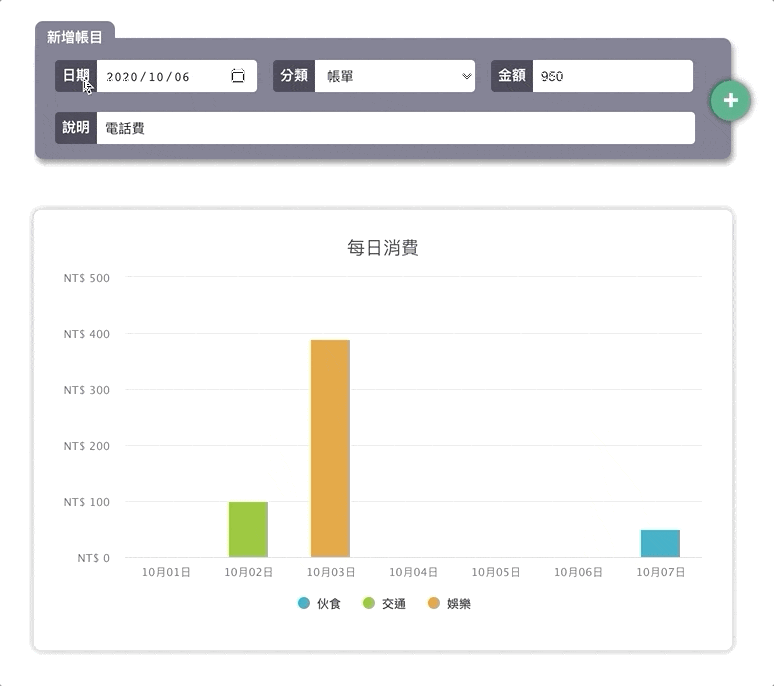 新增帳目
日期 2020/10/06 分類 帳單 金額 960
說明 電話費
每日消費
NT$ 500
NT$ 400
NT$ 300
NT$ 200
NT$ 100
NT$ 0
10月01日 10月02日 10月03日 10月04日 10月05日 10月06日 10月07日
伙食 交通 娛樂